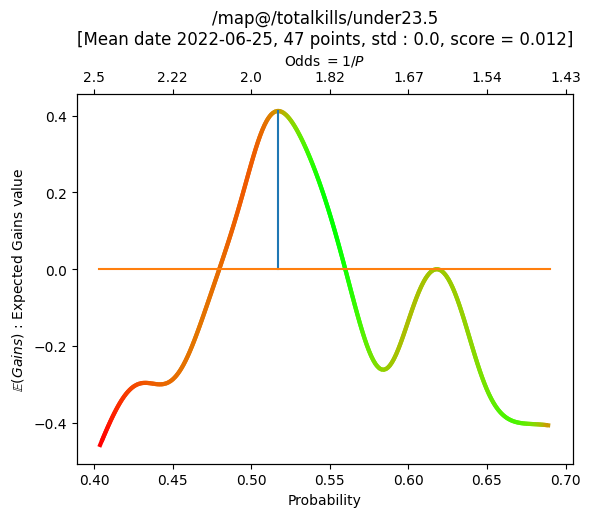 /map@/totalkills/under23.5
[Mean date 2022-06-25, 47 points, std : 0.0, score = 0.012]
Odds = 1/P
2.5 2.22 2.0 1.82 1.67 1.54 1.43
0.4
0.2
0.0
−0.2
−0.4
𝔼(Gains) : Expected Gains value
0.40 0.45 0.50 0.55 0.60 0.65 0.70
Probability